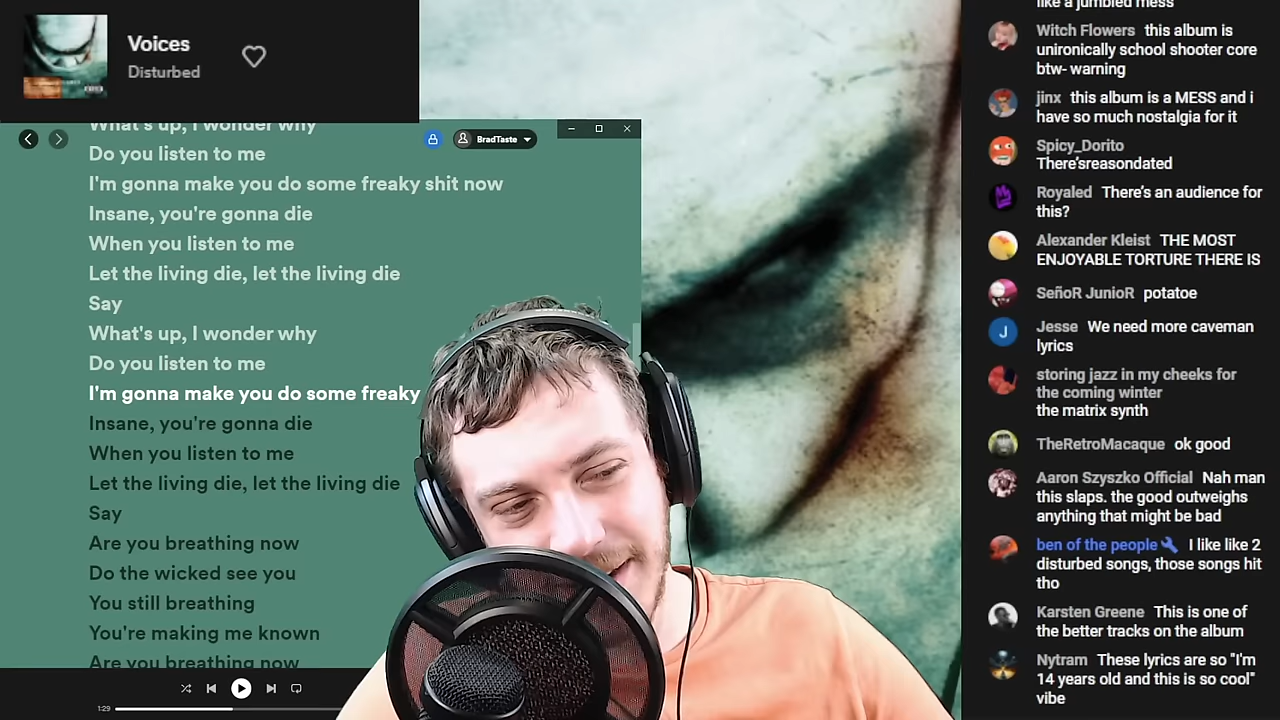 Voices
Disturbed
What's up, I wonder why
BradTaste
Do you listen to me
I'm gonna make you do some freaky shit now
Insane, you're gonna die
When you listen to me
Let the living die, let the living die
Say
What's up, I wonder why
Do you listen to me
I'm gonna make you do some freaky
Insane, you're gonna die
When you listen to me
Let the living die, let the living die
Say
Are you breathing now
Do the wicked see you
You still breathing
You're making me known
Are you breathing now
1:29
like a jumbled mess
Witch Flowers this album is
unironically school shooter core
btw- warning
jinx this album is a MESS and i
have so much nostalgia for it
Spicy_Dorito
There'sreasondated
Royaled There's an audience for
this?
Alexander Kleist THE MOST
ENJOYABLE TORTURE THERE IS
SeñoR JunioR potatoe
J
Jesse We need more caveman
lyrics
storing jazz in my cheeks for
the coming winter
the matrix synth
TheRetroMacaque ok good
Aaron Szyszko Official Nah man
this slaps. the good outweighs
anything that might be bad
ben of the people I like like 2
disturbed songs, those songs hit
tho
Karsten Greene This is one of
the better tracks on the album
Nytram These lyrics are so "I'm
14 years old and this is so cool"
vibe